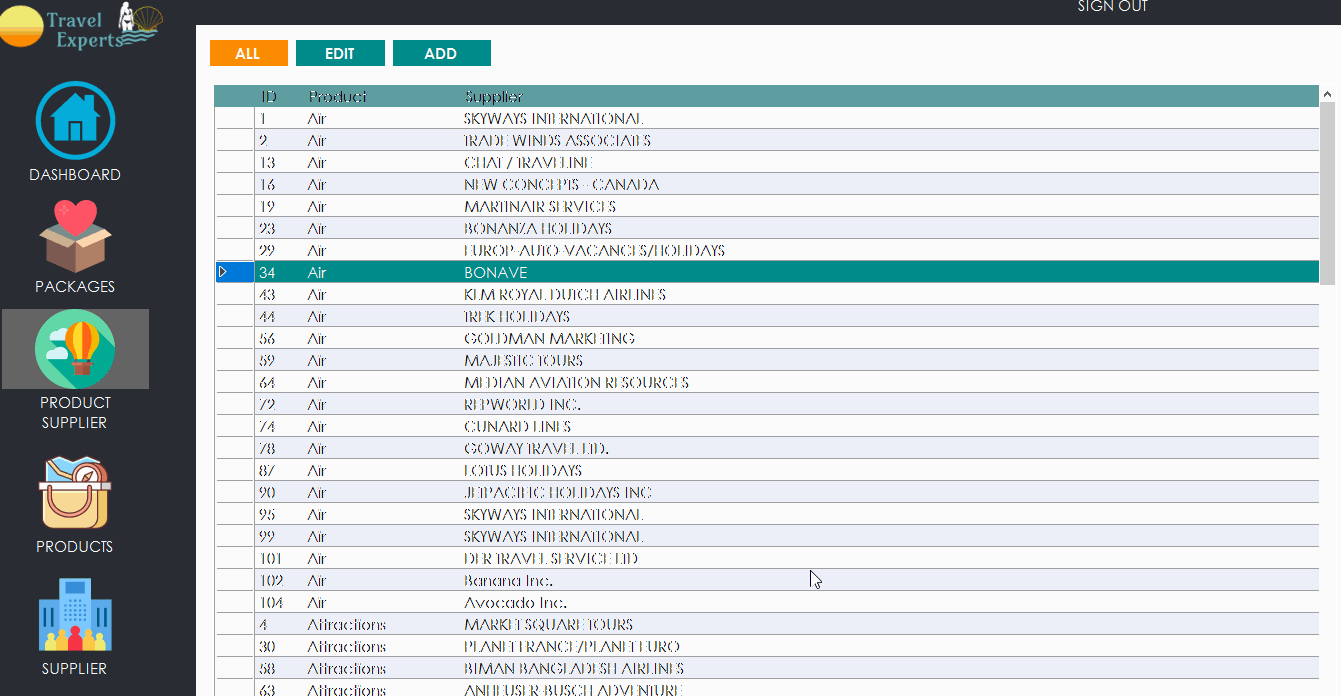 Travel
Experts
SIGN OUT
ALL EDIT ADD
DASHBOARD
PACKAGES
PRODUCT
SUPPLIER
PRODUCTS
SUPPLIER
ID Product Supplier
1 Air SKYWAYS INTERNATIONAL
2 Air TRADE WINDS ASSOCIATES
13 Air CHAT / TRAVELINE
16 Air NEW CONCEPTS - CANADA
19 Air MARTINAIR SERVICES
23 Air BONANZA HOLIDAYS
29 Air EUROP-AUTO-VACANCES/HOLIDAYS
34 Air BONAVE
43 Air KLM ROYAL DUTCH AIRLINES
44 Air TREK HOLIDAYS
56 Air GOLDMAN MARKETING
59 Air MAJESTIC TOURS
64 Air MEDIAN AVIATION RESOURCES
72 Air REPWORLD INC.
74 Air CUNARD LINES
78 Air GOWAY TRAVEL LTD.
87 Air LOTUS HOLIDAYS
90 Air JETPACIFIC HOLIDAYS INC
95 Air SKYWAYS INTERNATIONAL
99 Air SKYWAYS INTERNATIONAL
101 Air DER TRAVEL SERVICE LTD
102 Air Banana Inc.
104 Air Avocado Inc.
4 Attractions MARKET SQUARE TOURS
30 Attractions PLANET FRANCE/PLANET EURO
58 Attractions BIMAN BANGLADESH AIRLINES
63 Attractions ANHEUSER-BUSCH ADVENTURE